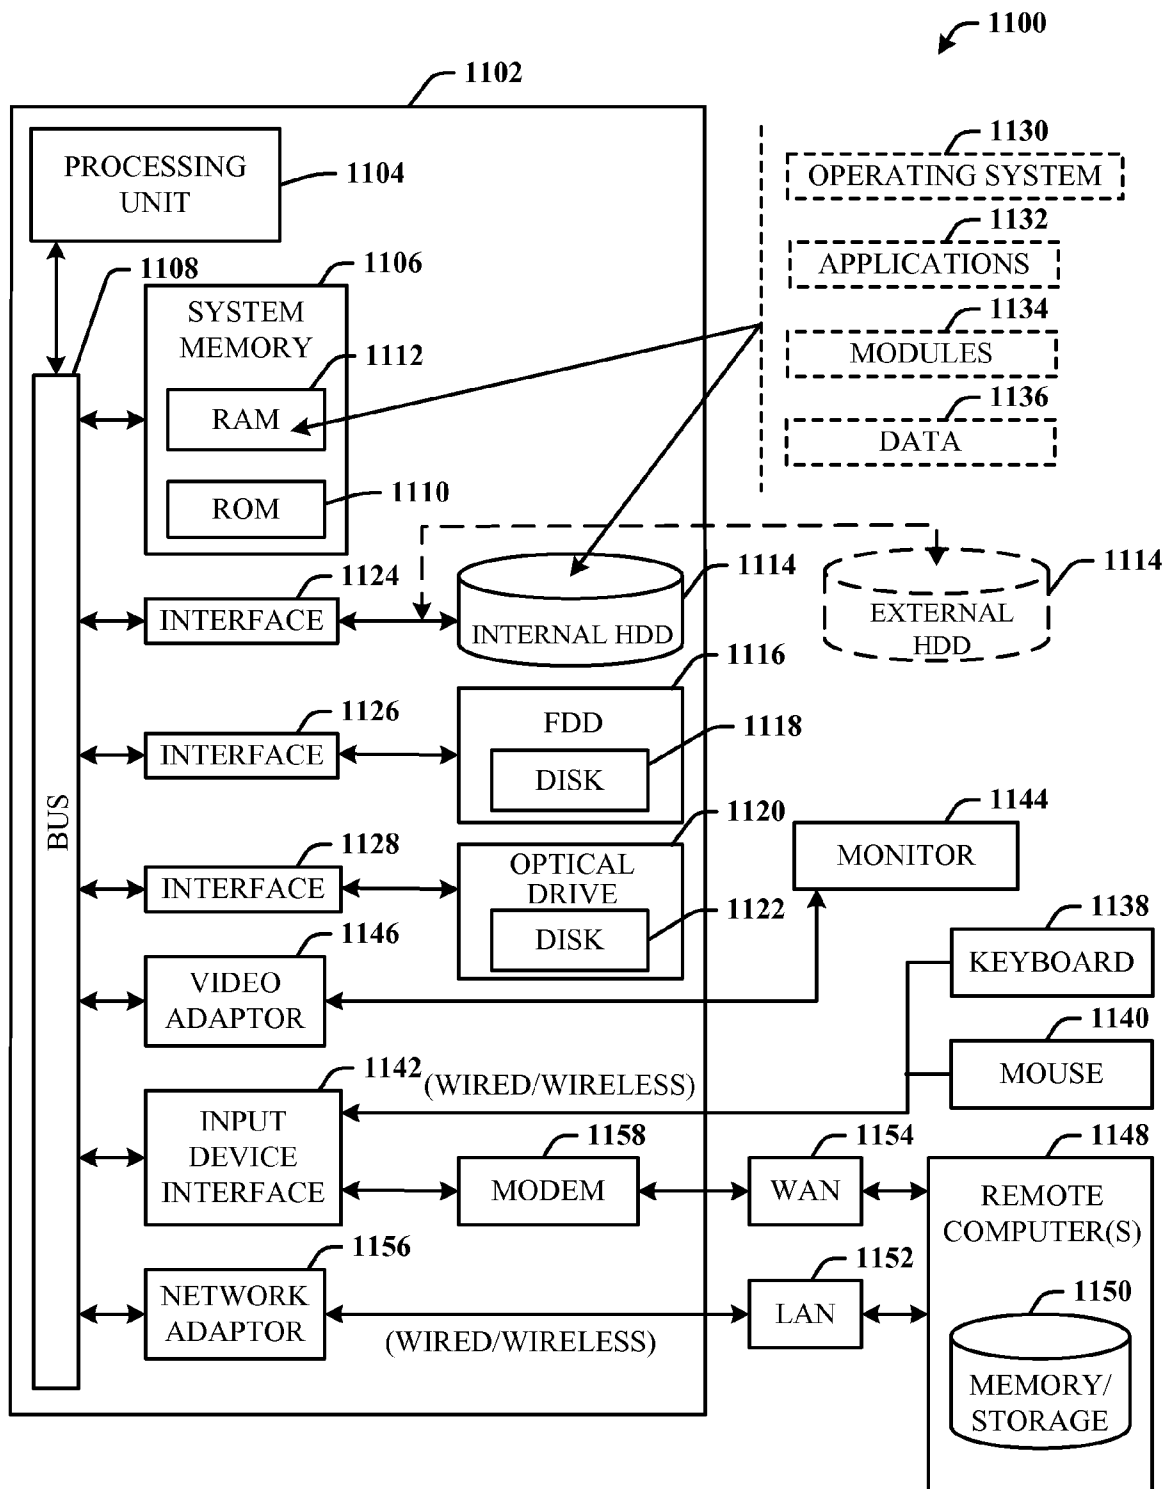 1100
1102
PROCESSING
UNIT
1104
1130
OPERATING SYSTEM
1132
APPLICATIONS
1134
MODULES
1136
DATA
1108
1106
SYSTEM
MEMORY
1112
RAM
1110
ROM
1124
INTERFACE
1114
INTERNAL HDD
1114
EXTERNAL
HDD
BUS
1126
INTERFACE
1116
FDD
1118
DISK
1128
INTERFACE
1120
OPTICAL
DRIVE
1122
DISK
1144
MONITOR
1146
VIDEO
ADAPTOR
1138
KEYBOARD
1140
MOUSE
1142
(WIRED/WIRELESS)
INPUT
DEVICE
INTERFACE
1158
MODEM
1154
WAN
1148
REMOTE
COMPUTER(S)
1156
NETWORK
ADAPTOR
(WIRED/WIRELESS)
1152
LAN
1150
MEMORY/
STORAGE